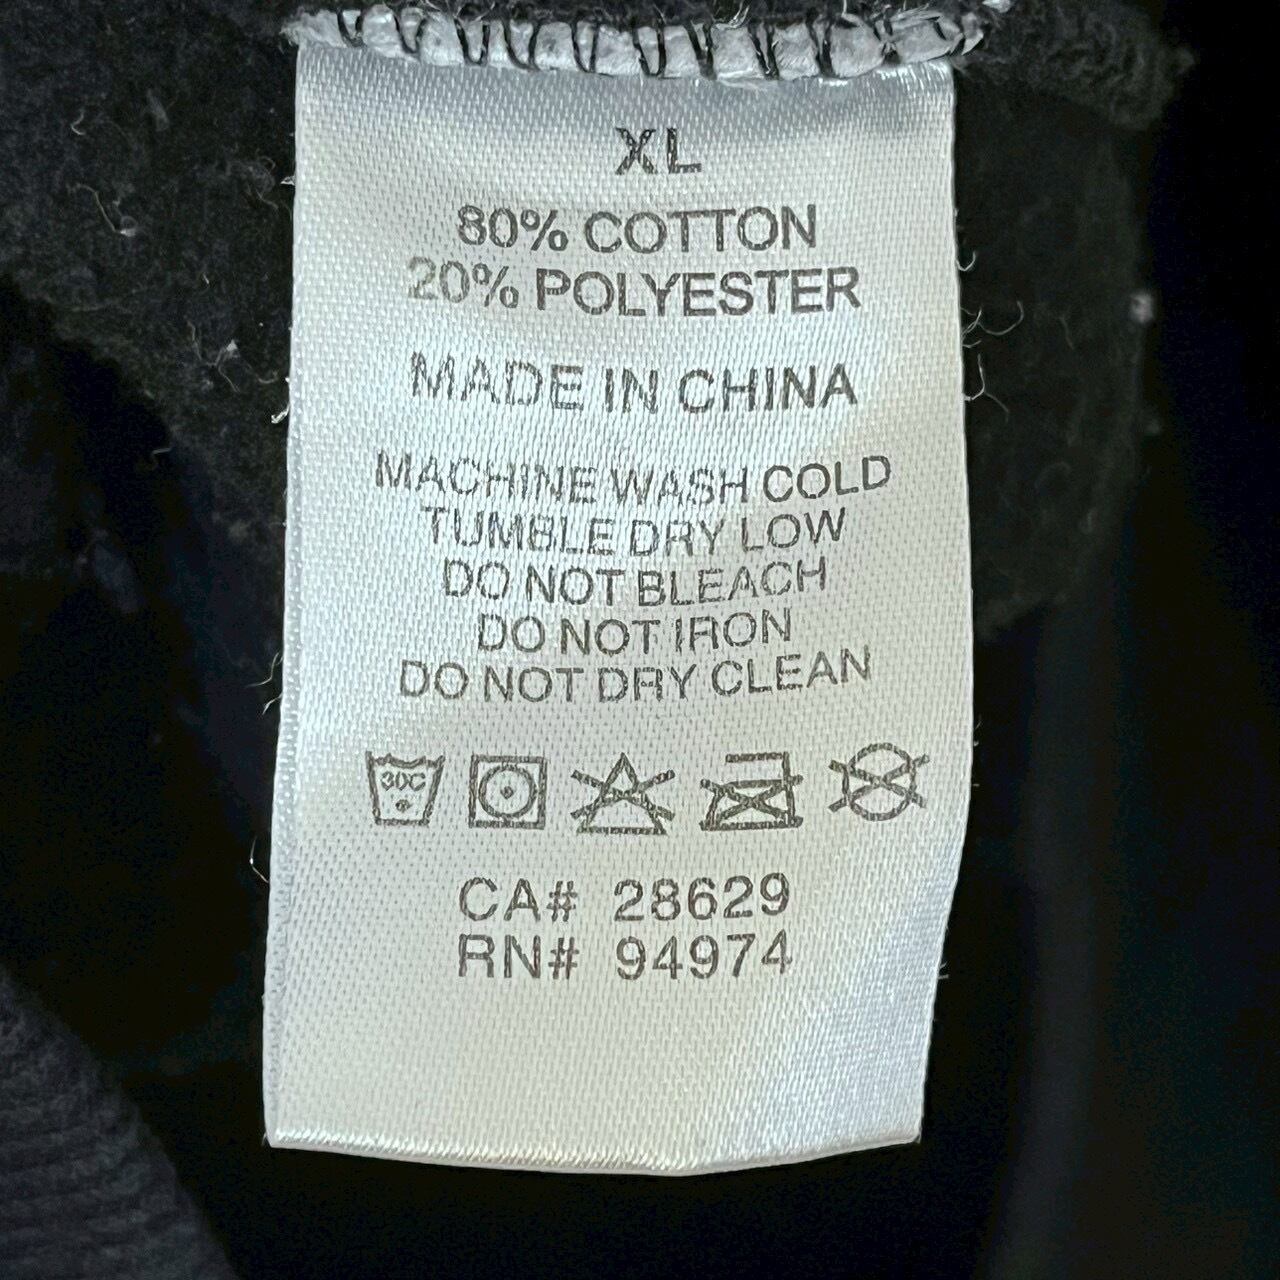 XL
80% COTTON
20% POLYESTER
MADE IN CHINA
MACHINE WASH COLD
TUMBLE DRY LOW
DO NOT BLEACH
DO NOT IRON
DO NOT DRY CLEAN
30C
CA# 28629
RN# 94974